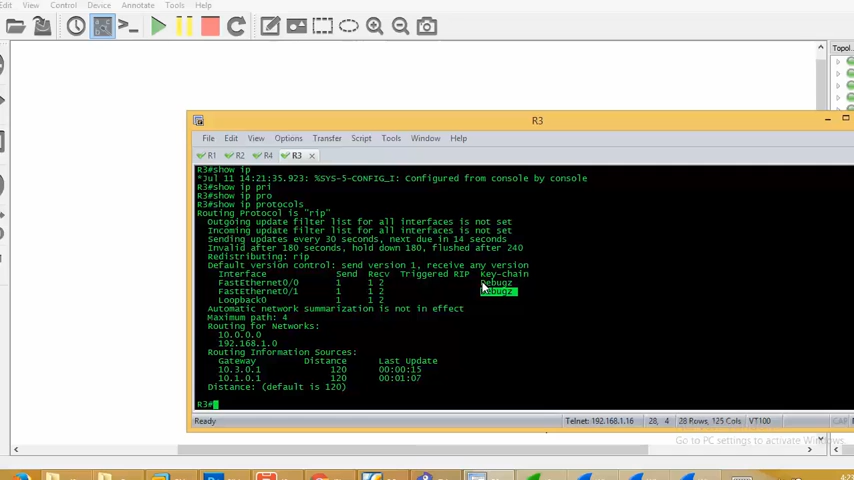 Edit View Control Device Annotate Tools Help
Topol..
R3
File Edit View Options Transfer Script Tools Window Help
R1 R2 R4 R3
R3#show ip
*Jul 11 14:21:35.923: %SYS-5-CONFIG_I: Configured from console by console
R3#show ip pri
R3#show ip pro
R3#show ip protocols
Routing Protocol is "rip"
Outgoing update filter list for all interfaces is not set
Incoming update filter list for all interfaces is not set
Sending updates every 30 seconds, next due in 14 seconds
Invalid after 180 seconds, hold down 180, flushed after 240
Redistributing: rip
Default version control: send version 1, receive any version
Interface Send Recv Triggered RIP Key-chain
FastEthernet0/0 1 1 2 Debugz
FastEthernet0/1 1 1 2 Debugz
Loopback0 1 1 2
Automatic network summarization is not in effect
Maximum path: 4
Routing for Networks:
10.0.0.0
192.168.1.0
Routing Information Sources:
Gateway Distance Last Update
10.3.0.1 120 00:00:15
10.1.0.1 120 00:01:07
Distance: (default is 120)
R3#
Ready Telnet: 192.168.1.16 28, 4 28 Rows, 125 Cols VT100 CAP
Go to PC settings to activate Windows.